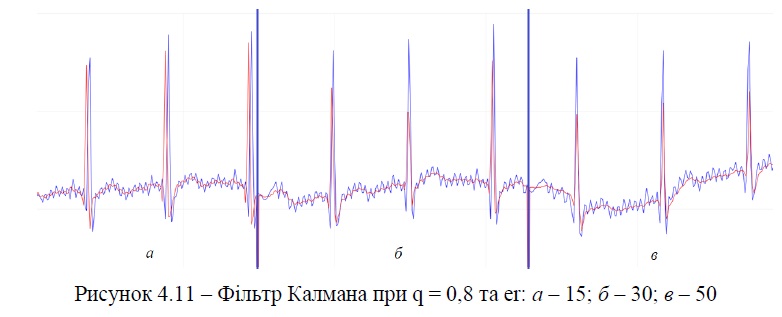 а
б
в
Рисунок 4.11 – Фільтр Калмана при q = 0,8 та er: а – 15; б – 30; в – 50